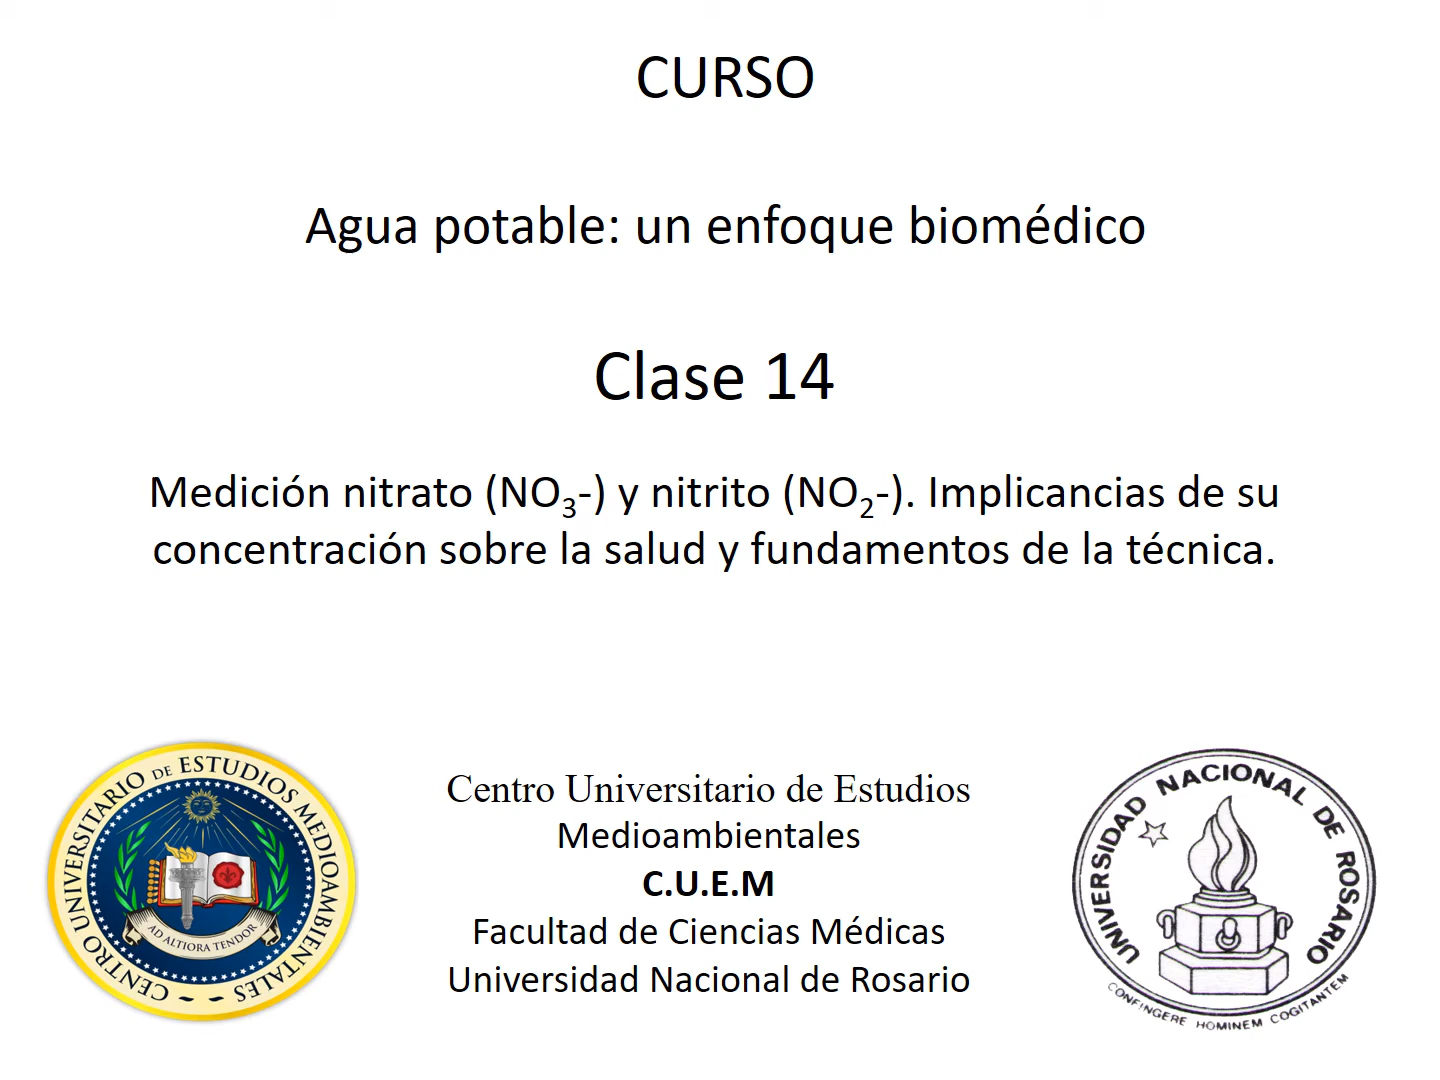 CURSO
Agua potable: un enfoque biomédico
Clase 14
Medición nitrato (NO₃-) y nitrito (NO₂-). Implicancias de su
concentración sobre la salud y fundamentos de la técnica.
CENTRO UNIVERSITARIO DE ESTUDIOS MEDIOAMBIENTALES
AD ALTIORA TENDOR
Centro Universitario de Estudios
Medioambientales
C.U.E.M
Facultad de Ciencias Médicas
Universidad Nacional de Rosario
UNIVERSIDAD NACIONAL DE ROSARIO
CONFINGERE HOMINEM COGITANTEM